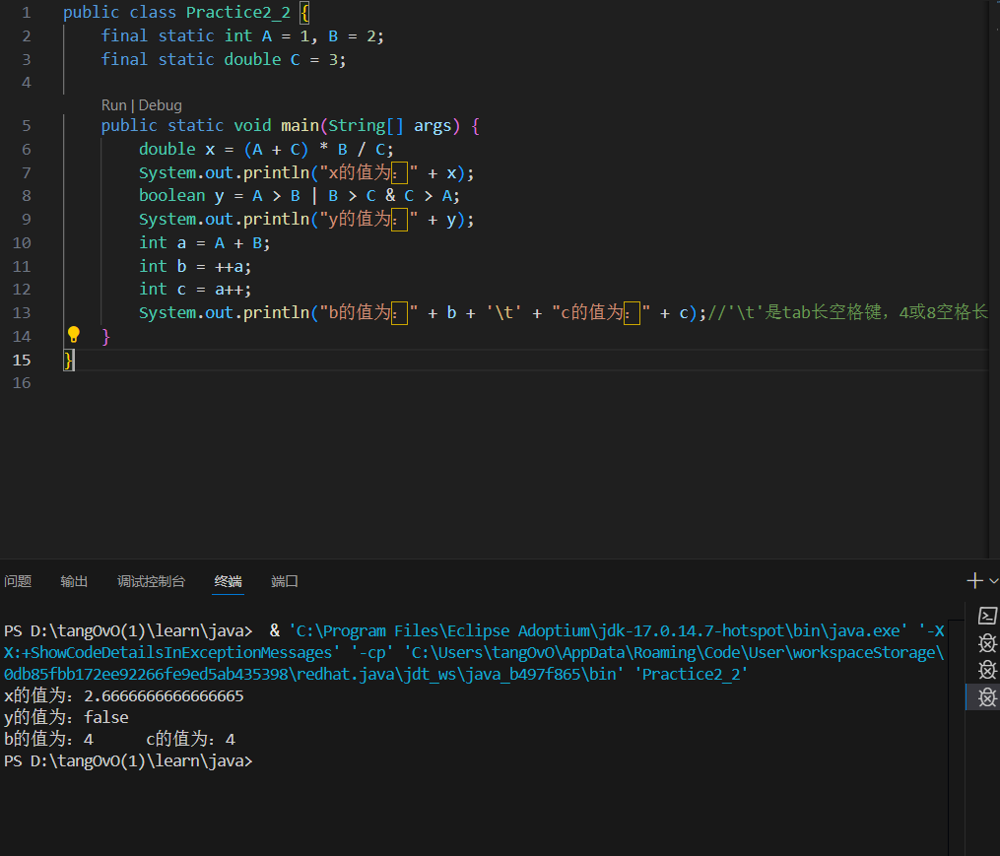 1 public class Practice2_2 {
2 final static int A = 1, B = 2;
3 final static double C = 3;
4
Run | Debug
5 public static void main(String[] args) {
6 double x = (A + C) * B / C;
7 System.out.println("x的值为：" + x);
8 boolean y = A > B | B > C & C > A;
9 System.out.println("y的值为：" + y);
10 int a = A + B;
11 int b = ++a;
12 int c = a++;
13 System.out.println("b的值为：" + b + '\t' + "c的值为：" + c);//'\t'是tab长空格键，4或8空格长
14 }
15 }
16
问题 输出 调试控制台 终端 端口
PS D:\tangOvO(1)\learn\java>  & 'C:\Program Files\Eclipse Adoptium\jdk-17.0.14.7-hotspot\bin\java.exe' '-X
X:+ShowCodeDetailsInExceptionMessages' '-cp' 'C:\Users\tangOvO\AppData\Roaming\Code\User\workspaceStorage\
0db85fbb172ee92266fe9ed5ab435398\redhat.java\jdt_ws\java_b497f865\bin' 'Practice2_2'
x的值为：2.6666666666666665
y的值为：false
b的值为：4	c的值为：4
PS D:\tangOvO(1)\learn\java>